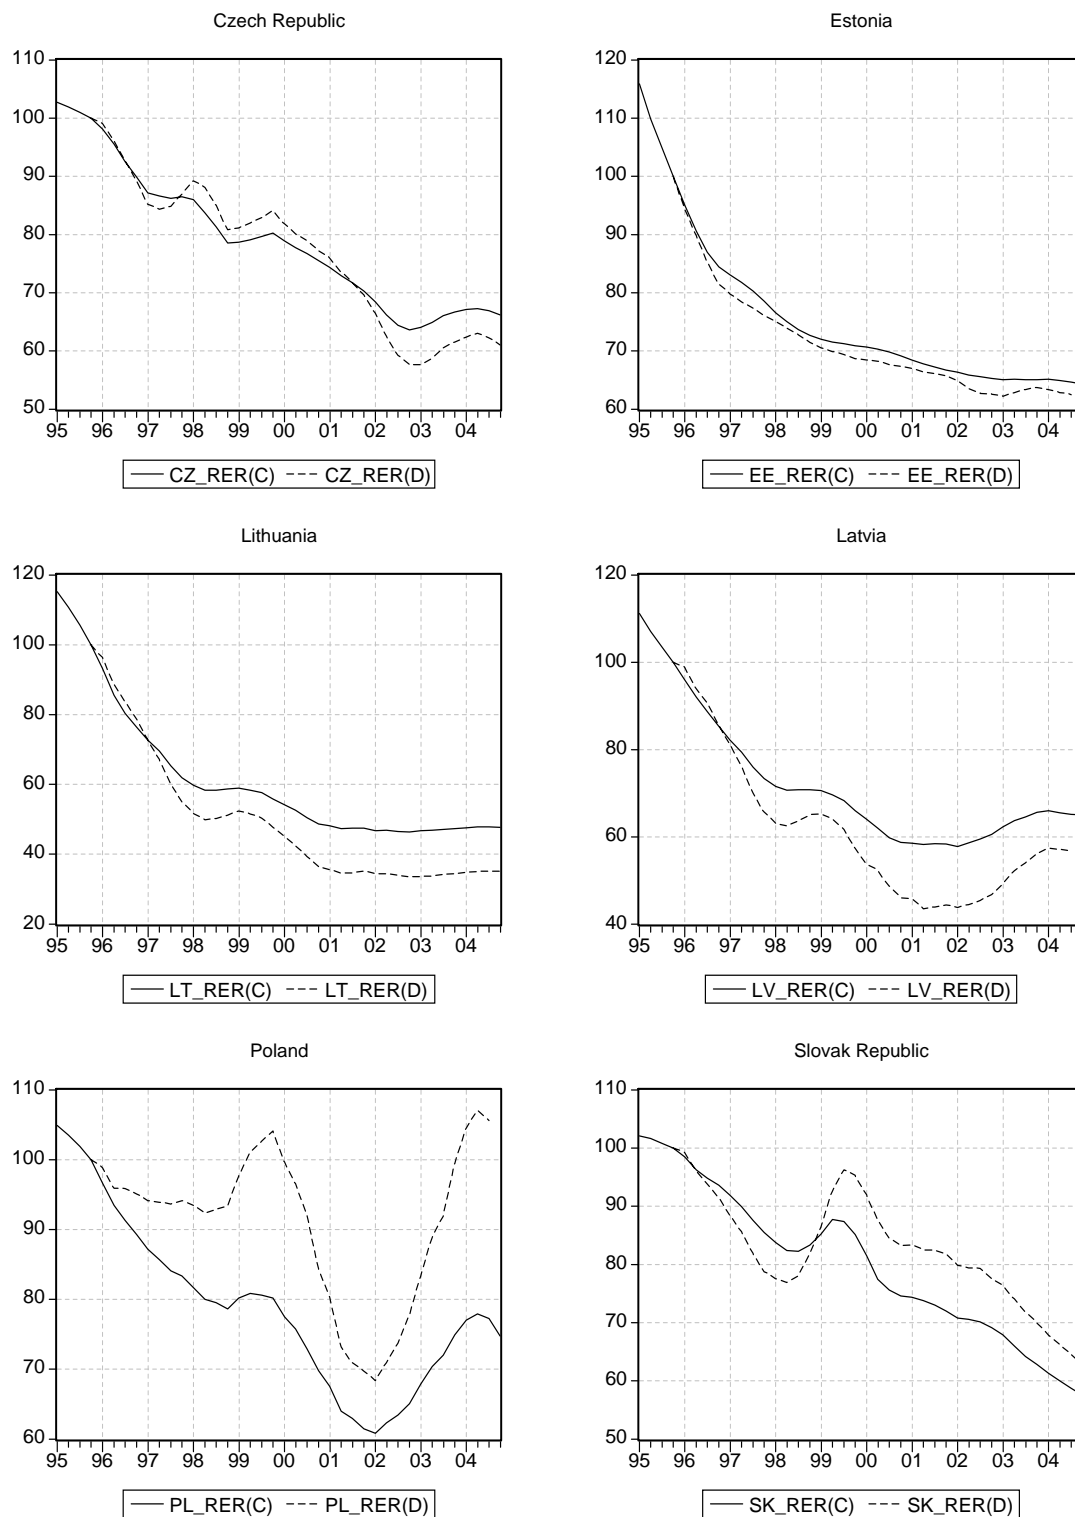 Czech Republic
110
100
90
80
70
60
50
95 96 97 98 99 00 01 02 03 04
CZ_RER(C) CZ_RER(D)
Estonia
120
110
100
90
80
70
60
95 96 97 98 99 00 01 02 03 04
EE_RER(C) EE_RER(D)
Lithuania
120
100
80
60
40
20
95 96 97 98 99 00 01 02 03 04
LT_RER(C) LT_RER(D)
Latvia
120
100
80
60
40
95 96 97 98 99 00 01 02 03 04
LV_RER(C) LV_RER(D)
Poland
110
100
90
80
70
60
95 96 97 98 99 00 01 02 03 04
PL_RER(C) PL_RER(D)
Slovak Republic
110
100
90
80
70
60
50
95 96 97 98 99 00 01 02 03 04
SK_RER(C) SK_RER(D)